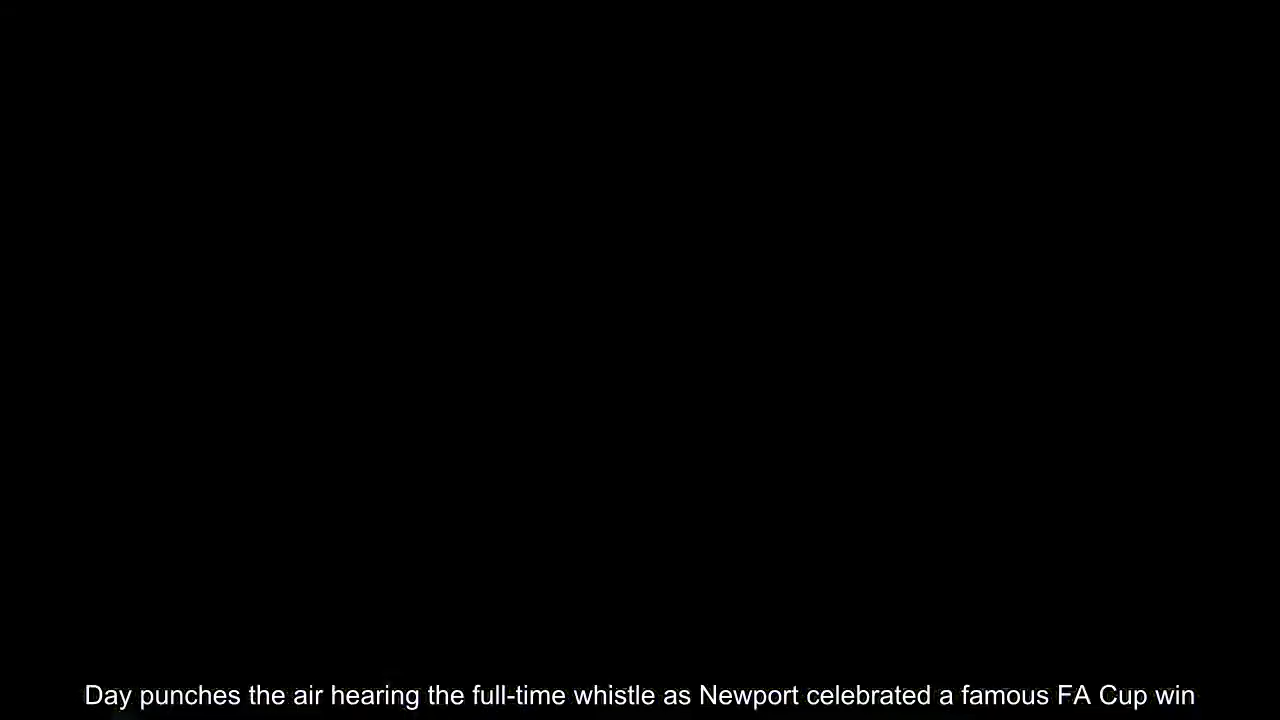 Day punches the air hearing the full-time whistle as Newport celebrated a famous FA Cup win